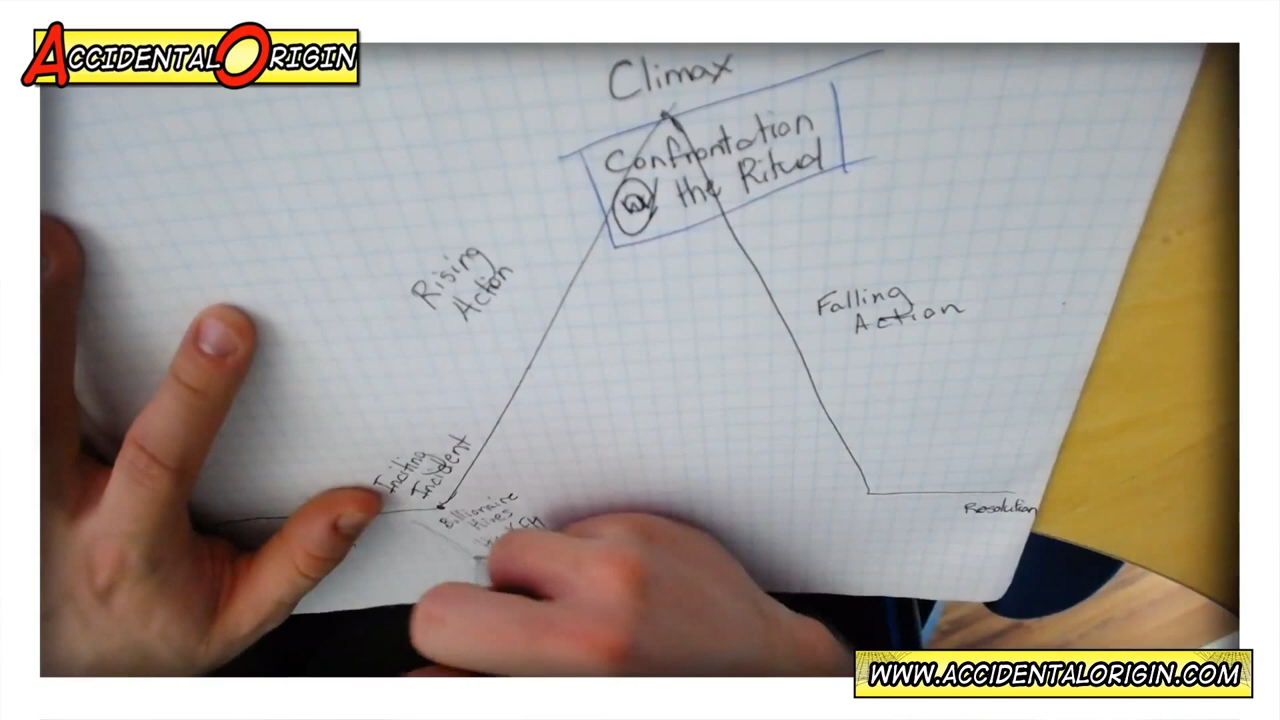 ACCIDENTAL ORIGIN
Climax
Confrontation
w/ the Ritual
Rising
Action
Falling
Action
Inciting
Incident
Billionaire
Hires
Resolution
WWW.ACCIDENTALORIGIN.COM